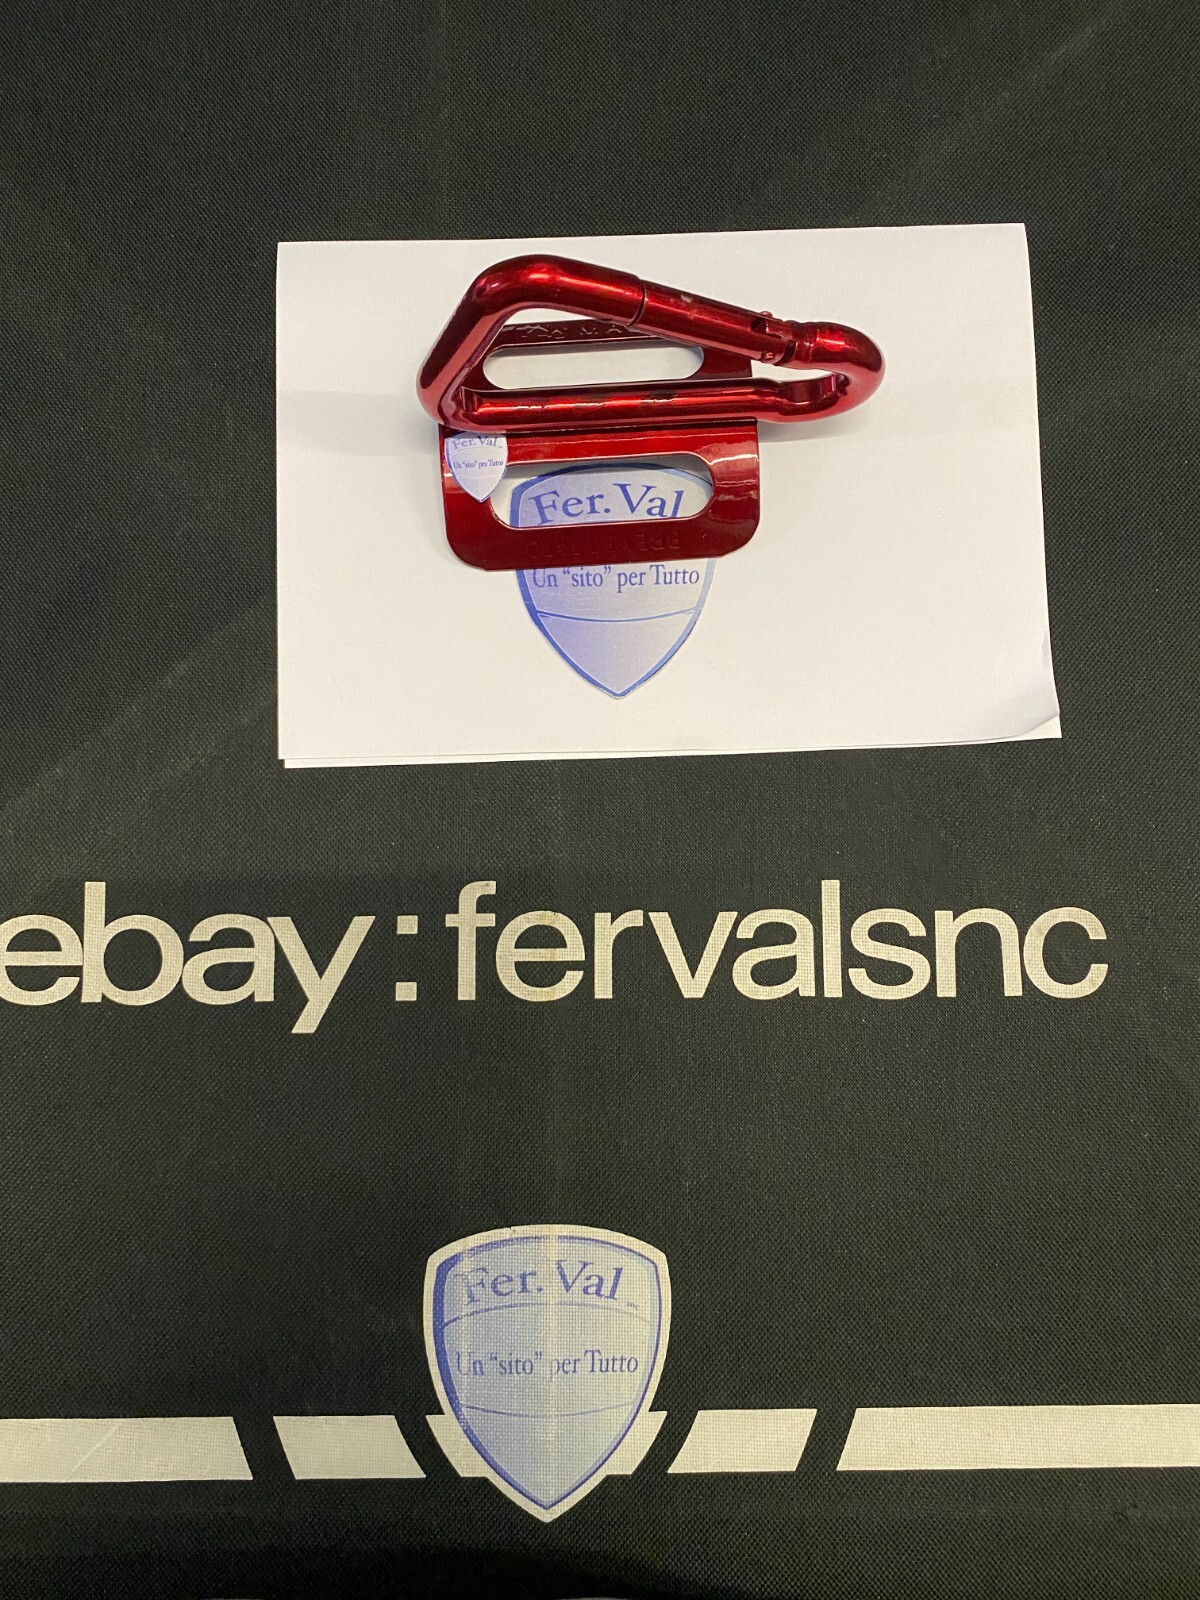 Fer. Val
Un “sito” per Tutto
Fer. Val
Un “sito” per Tutto
ebay:fervalsnc
Fer. Val snc
Un “sito” per Tutto